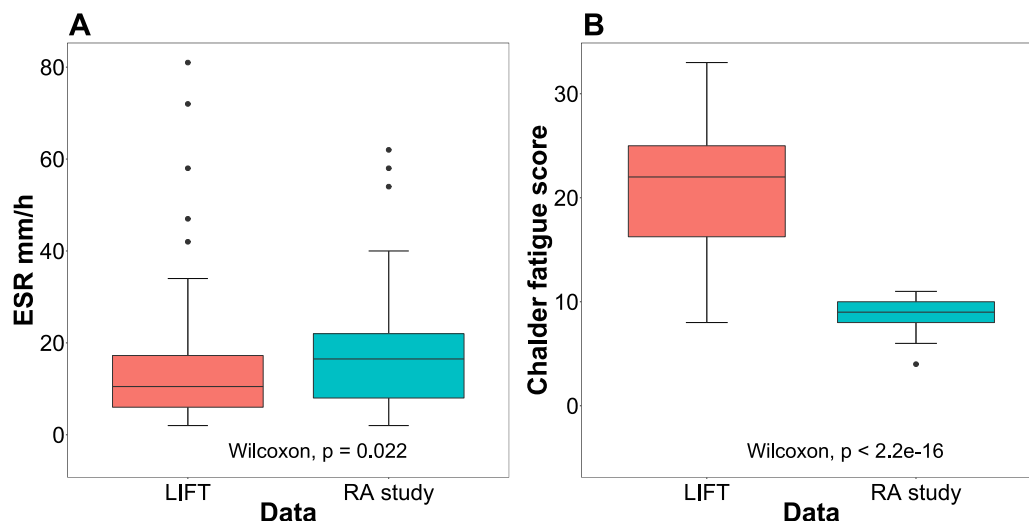 A
ESR mm/h
80
60
40
20
0
Wilcoxon, p = 0.022
LIFT
RA study
Data
B
Chalder fatigue score
30
20
10
0
Wilcoxon, p < 2.2e-16
LIFT
RA study
Data